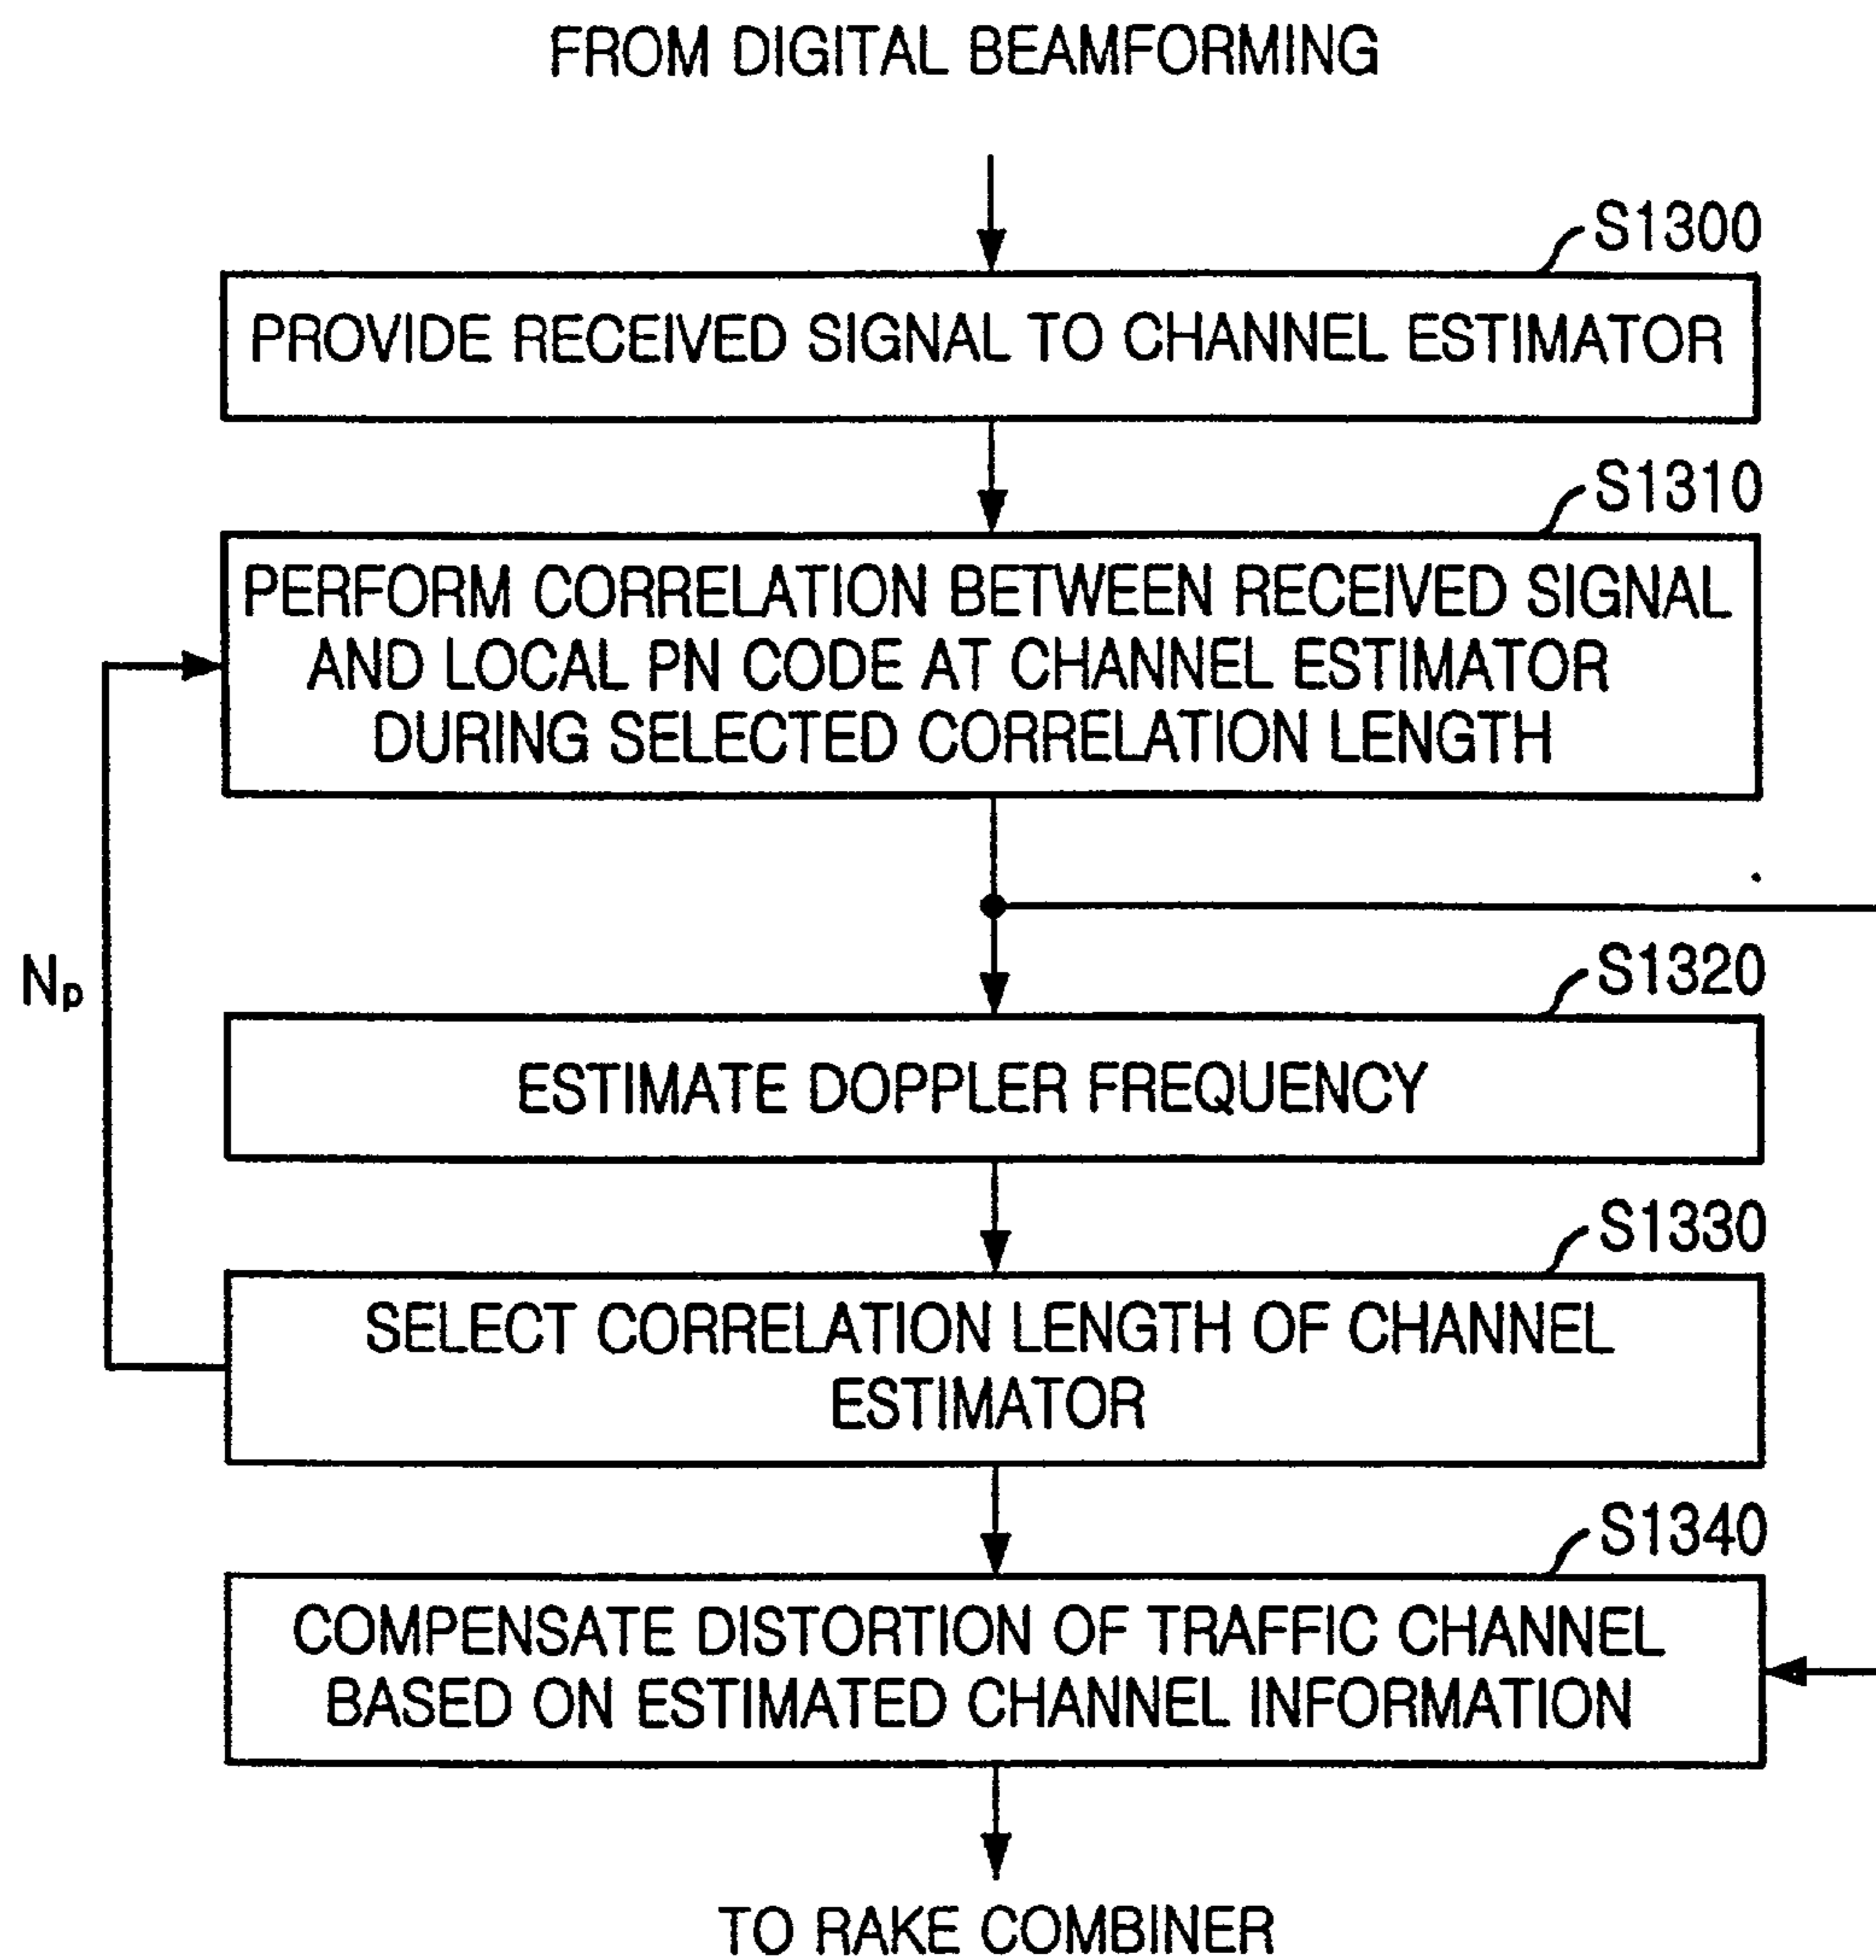 FROM DIGITAL BEAMFORMING
S1300
PROVIDE RECEIVED SIGNAL TO CHANNEL ESTIMATOR
S1310
PERFORM CORRELATION BETWEEN RECEIVED SIGNAL
AND LOCAL PN CODE AT CHANNEL ESTIMATOR
DURING SELECTED CORRELATION LENGTH
Np
S1320
ESTIMATE DOPPLER FREQUENCY
S1330
SELECT CORRELATION LENGTH OF CHANNEL
ESTIMATOR
S1340
COMPENSATE DISTORTION OF TRAFFIC CHANNEL
BASED ON ESTIMATED CHANNEL INFORMATION
TO RAKE COMBINER